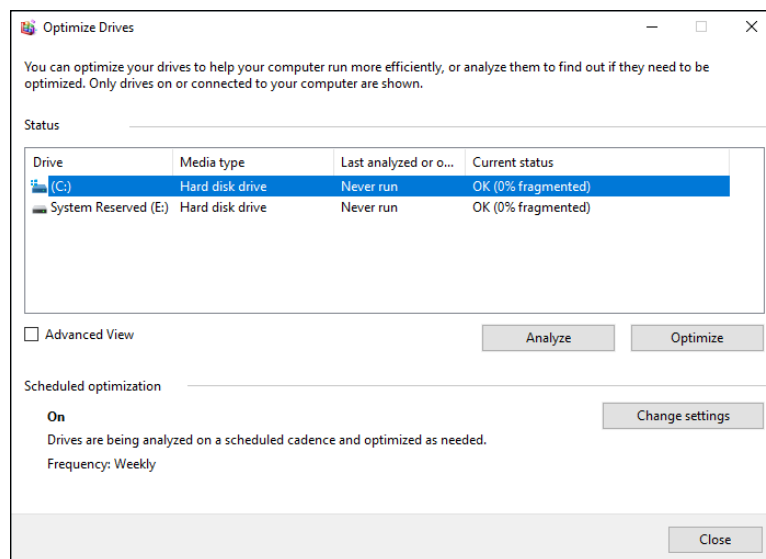 Optimize Drives
You can optimize your drives to help your computer run more efficiently, or analyze them to find out if they need to be
optimized. Only drives on or connected to your computer are shown.
Status
Drive Media type Last analyzed or o... Current status
(C:) Hard disk drive Never run OK (0% fragmented)
System Reserved (E:) Hard disk drive Never run OK (0% fragmented)
Advanced View Analyze Optimize
Scheduled optimization
On Change settings
Drives are being analyzed on a scheduled cadence and optimized as needed.
Frequency: Weekly
Close